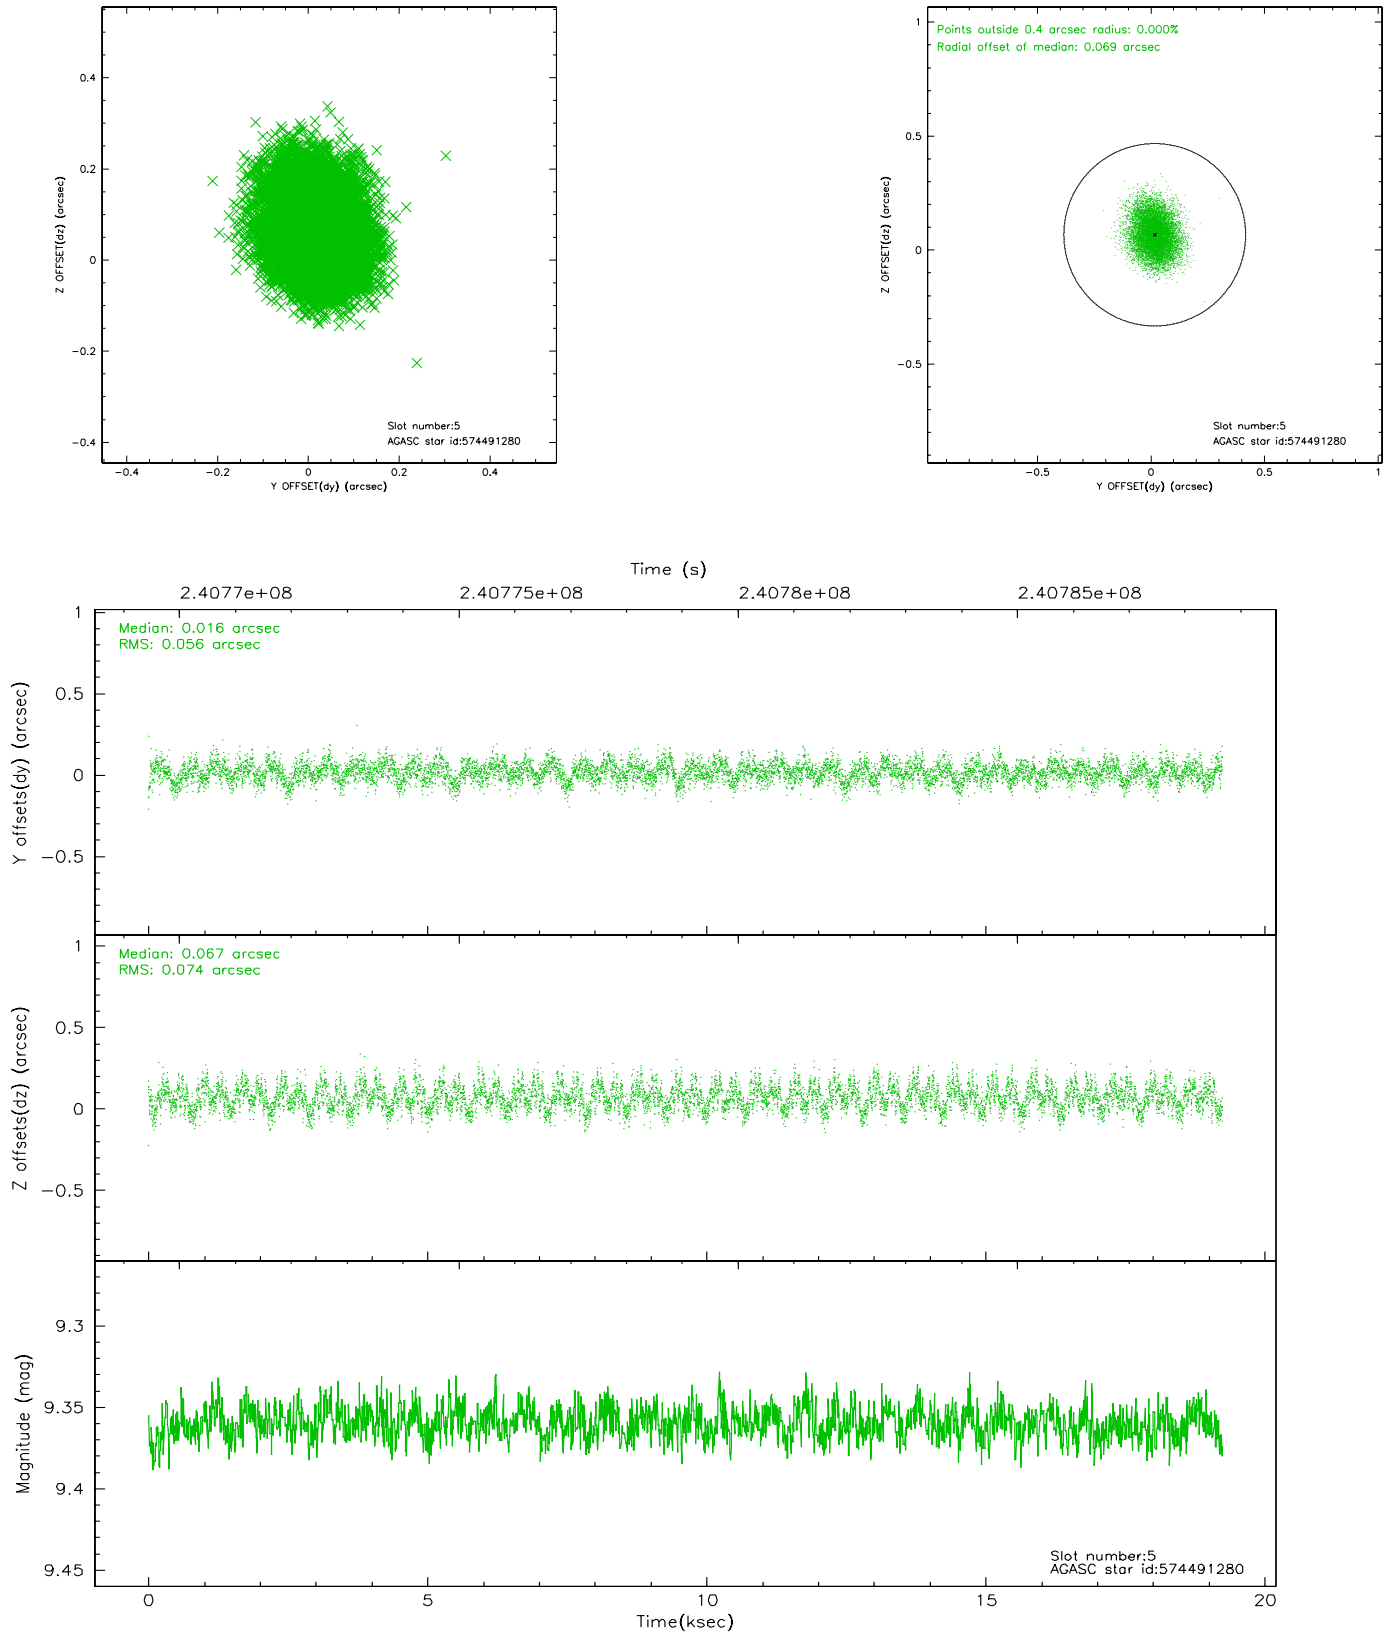 0.4
0.2
0
−0.2
−0.4
Z OFFSET(dz) (arcsec)
−0.4 −0.2 0 0.2 0.4
Y OFFSET(dy) (arcsec)
Slot number:5
AGASC star id:574491280
Points outside 0.4 arcsec radius: 0.000%
Radial offset of median: 0.069 arcsec
1
0.5
0
−0.5
Z OFFSET(dz) (arcsec)
−0.5 0 0.5 1
Y OFFSET(dy) (arcsec)
Slot number:5
AGASC star id:574491280
Time (s)
2.4077e+08 2.40775e+08 2.4078e+08 2.40785e+08
Median: 0.016 arcsec
RMS: 0.056 arcsec
1
0.5
0
−0.5
Y offsets(dy) (arcsec)
Median: 0.067 arcsec
RMS: 0.074 arcsec
1
0.5
0
−0.5
Z offsets(dz) (arcsec)
9.3
9.35
9.4
9.45
Magnitude (mag)
Slot number:5
AGASC star id:574491280
0 5 10 15 20
Time(ksec)